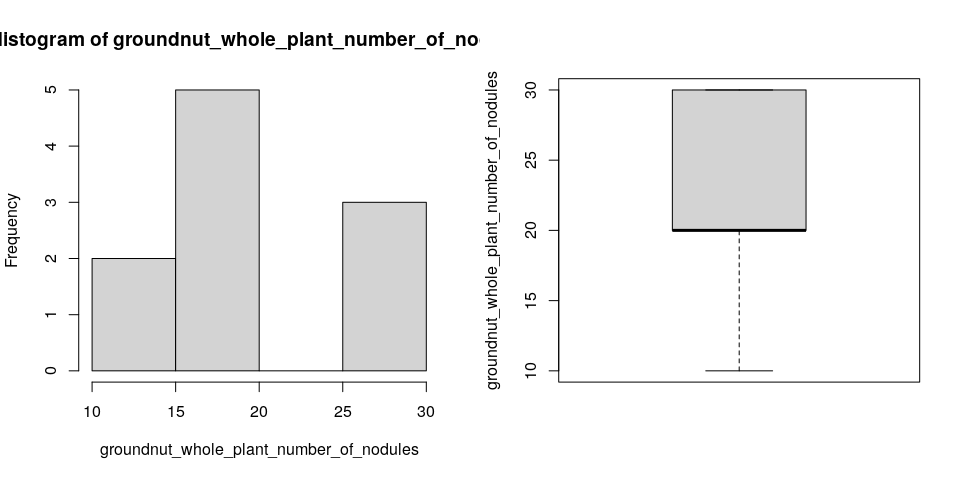 listogram of groundnut_whole_plant_number_of_no
Frequency
5
4
3
2
1
0
10 15 20 25 30
groundnut_whole_plant_number_of_nodules
groundnut_whole_plant_number_of_nodules
30
25
20
15
10